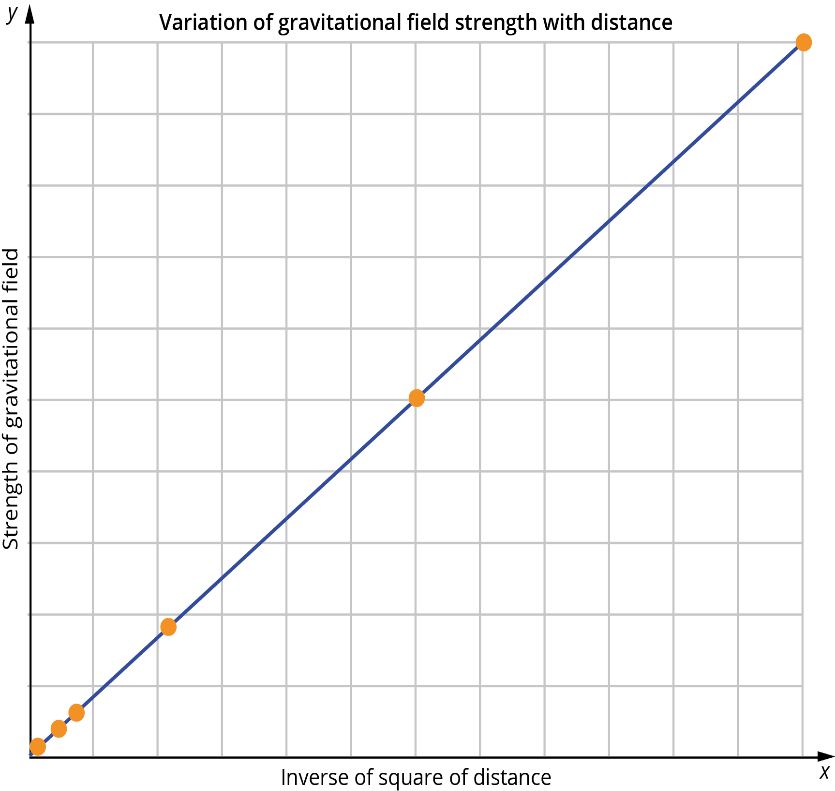 y
Variation of gravitational field strength with distance
Strength of gravitational field
Inverse of square of distance
x